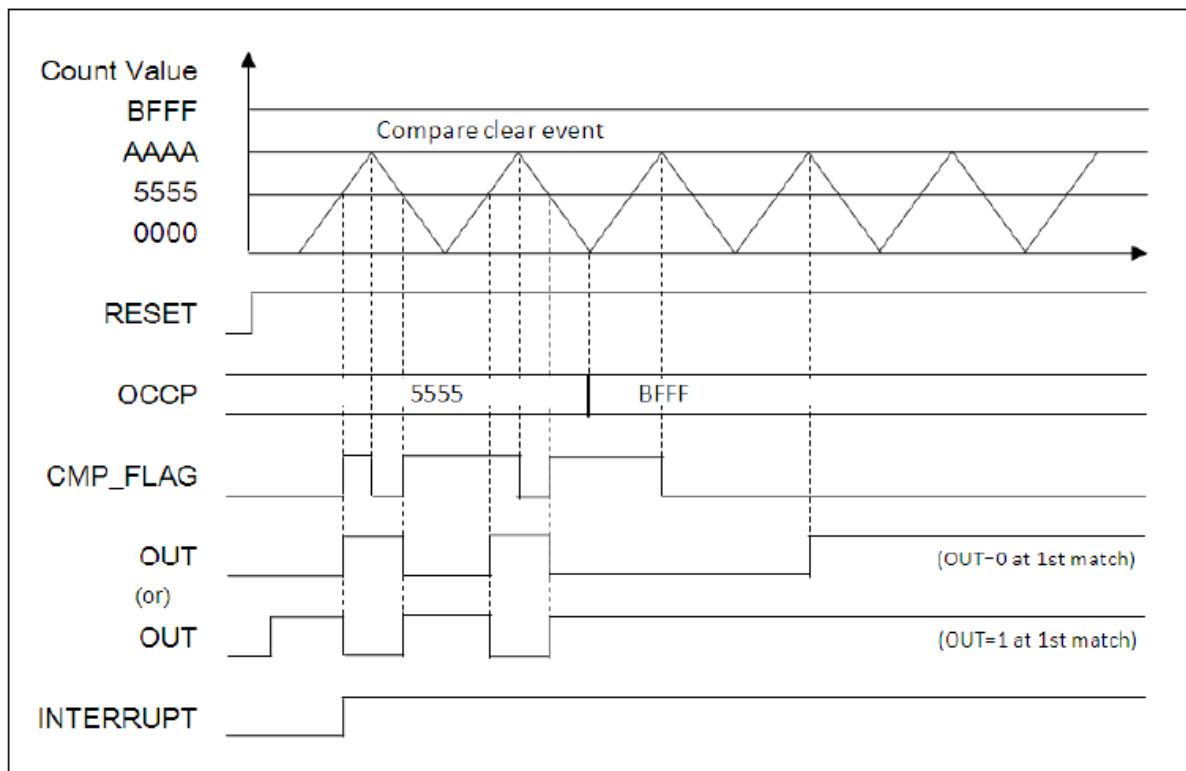 Count Value
BFFF
Compare clear event
AAAA
5555
0000
RESET
OCCP
5555
BFFF
CMP_FLAG
OUT
(OUT=0 at 1st match)
(or)
OUT
(OUT=1 at 1st match)
INTERRUPT